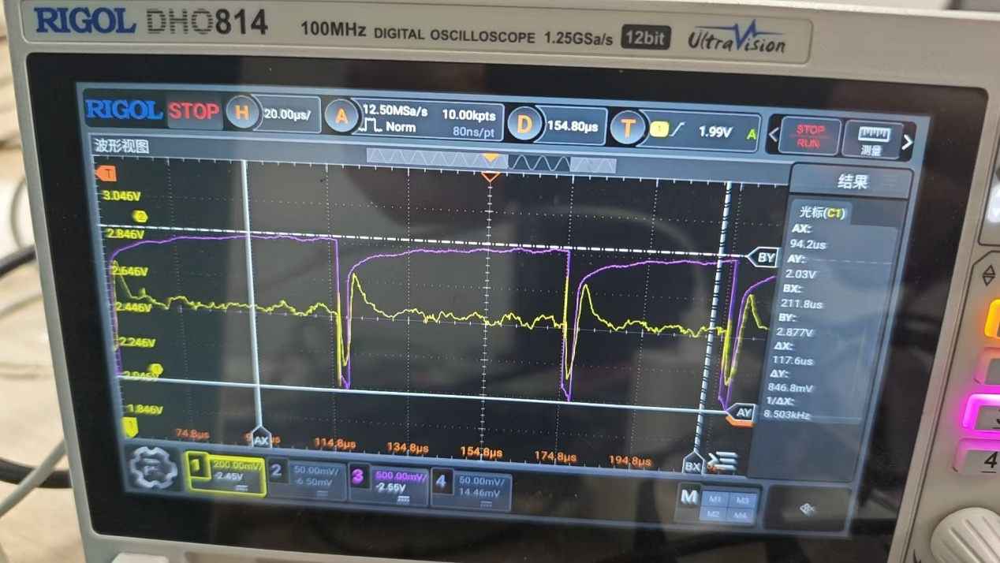 RIGOL DHO814 100MHz DIGITAL OSCILLOSCOPE 1.25GSa/s 12bit UltraVision
RIGOL STOP H 20.00μs/ A 12.50MSa/s 10.00kpts D 154.80μs T 1 1.99V A STOP
Norm 80ns/pt RUN 测量
波形视图
结果
T
3.046V
2
2.846V
2.646V
2.446V
2.246V
1
1.846V
1
光标(C1)
AX:
94.2us
AY:
2.03V
BX:
211.8us
BY:
2.877V
ΔX:
117.6us
ΔY:
846.8mV
1/ΔX:
8.503kHz
BY
AY
74.8μs
AX
114.8μs
134.8μs
154.8μs
174.8μs
194.8μs
BX
1 200.00mV/ 2 50.00mV/ 3 500.00mV/ 4 50.00mV/
-2.45V -6.50mV -2.55V 14.46mV
M M1 M3
M2 M4
4